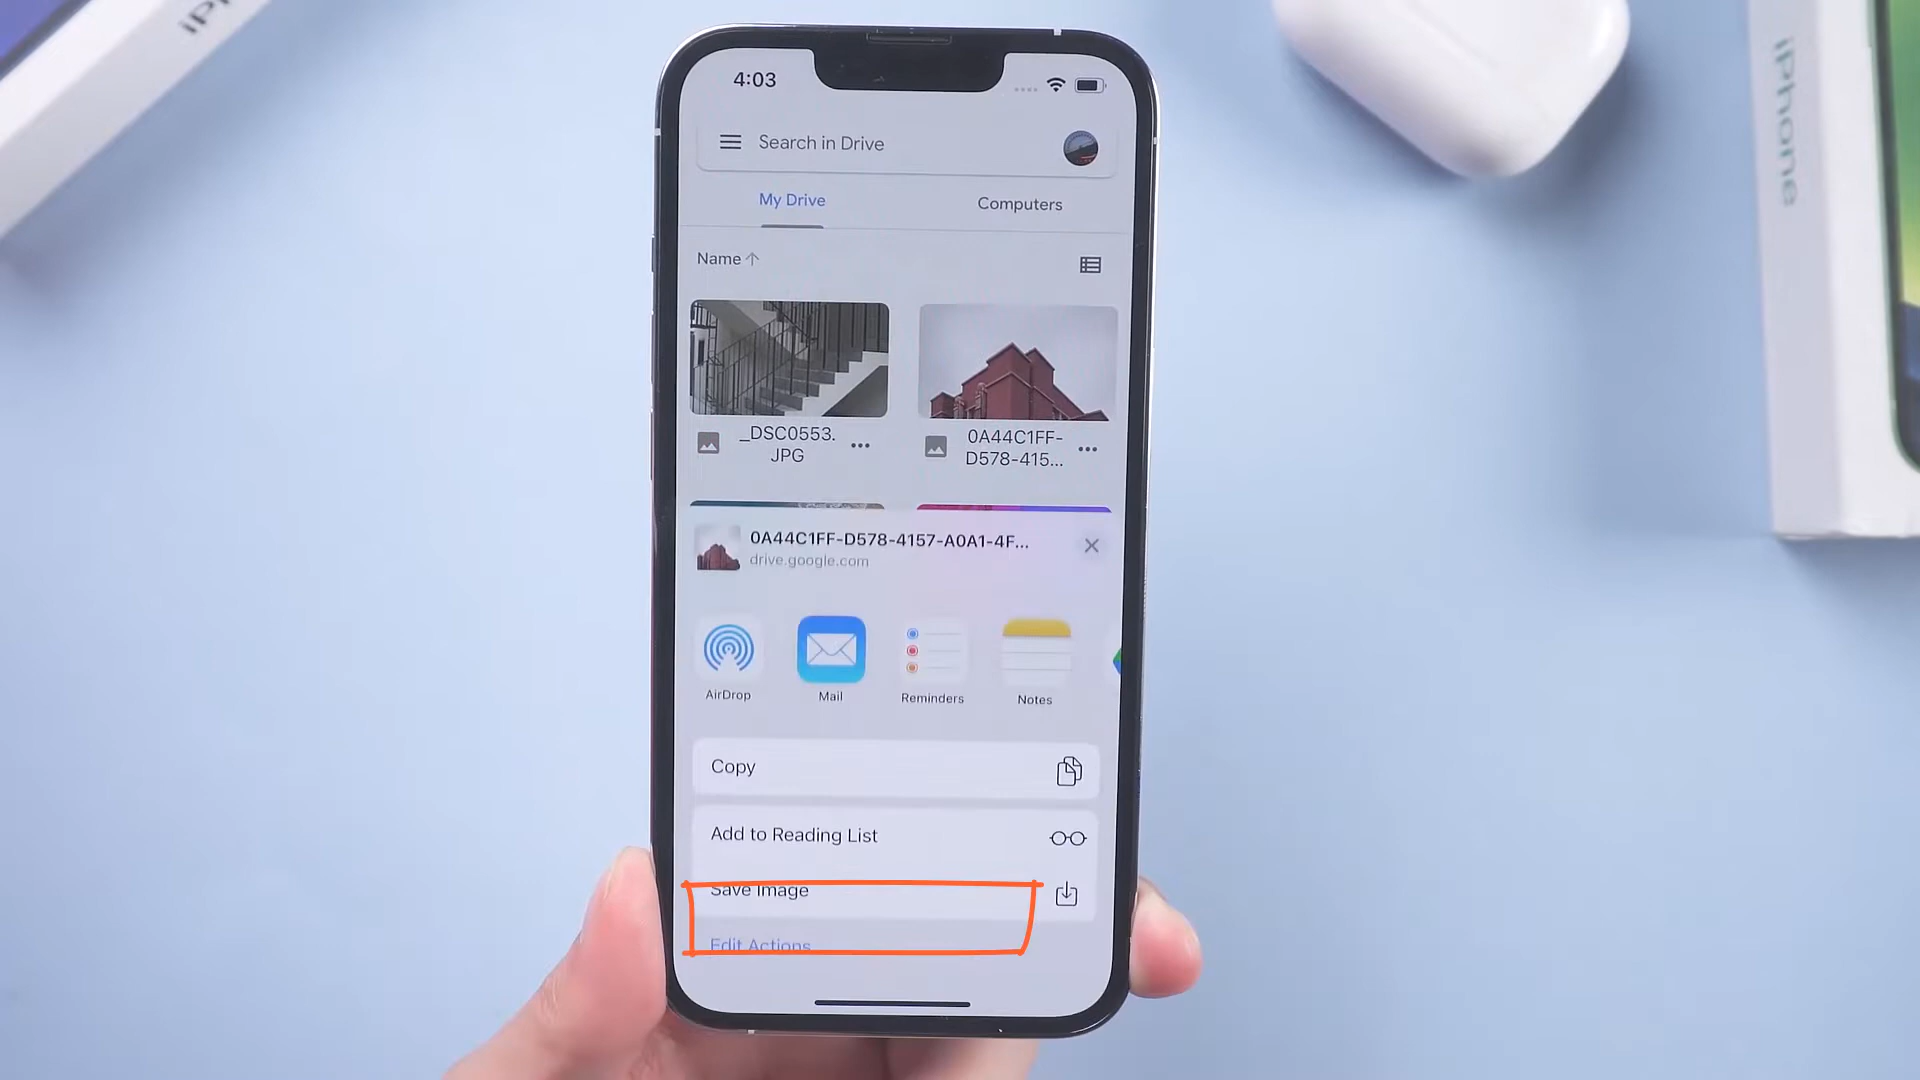 iPh
iPhone
4:03
Search in Drive
My Drive
Computers
Name
_DSC0553.
JPG
0A44C1FF-
D578-415...
0A44C1FF-D578-4157-A0A1-4F...
drive.google.com
AirDrop
Mail
Reminders
Notes
Copy
Add to Reading List
Save Image
Edit Actions